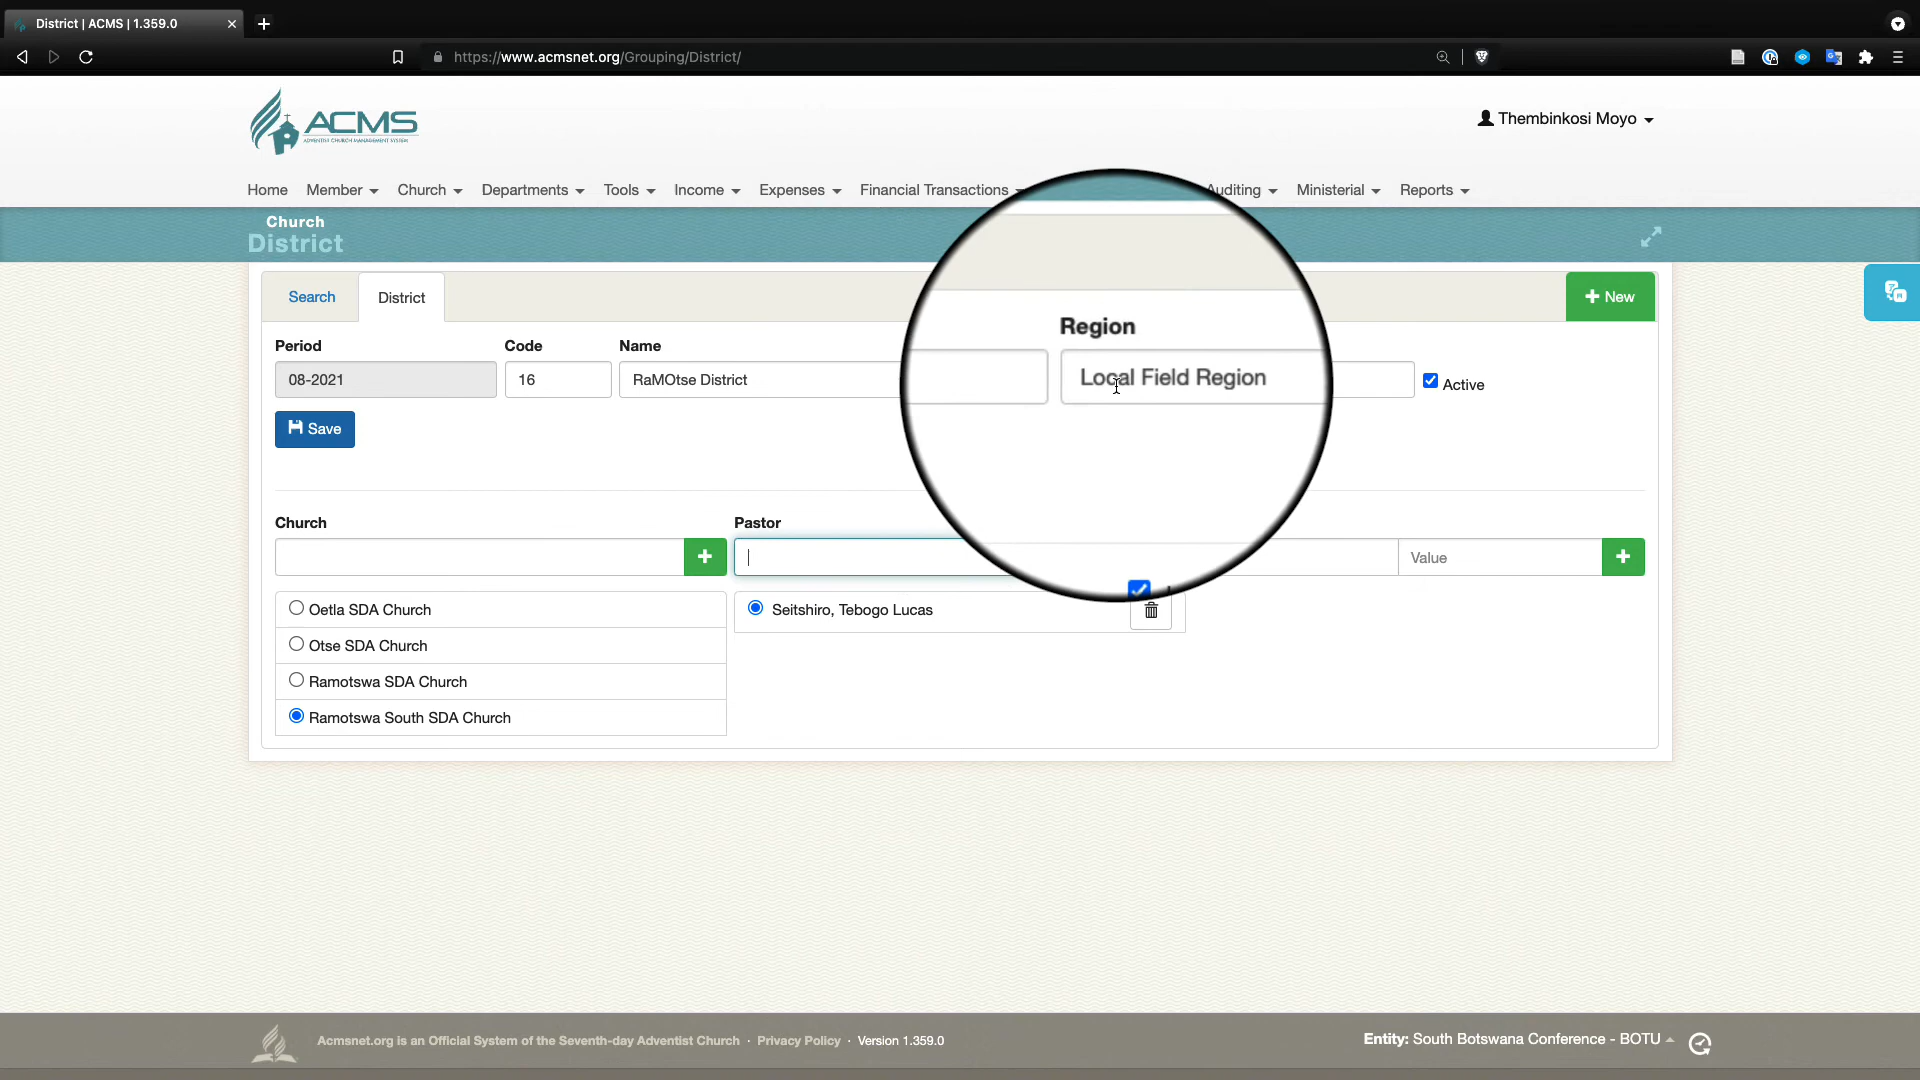 District | ACMS | 1.359.0
https://www.acmsnet.org/Grouping/District/
ACMS
ADVENTIST CHURCH MANAGEMENT SYSTEM
Thembinkosi Moyo
Home Member Church Departments Tools Income Expenses Financial Transactions Auditing Ministerial Reports
Church
District
Search District + New
Period Code Name Region
08-2021 16 RaMOtse District Local Field Region Active
Save
Church Pastor
Value
Oetla SDA Church Seitshiro, Tebogo Lucas
Otse SDA Church
Ramotswa SDA Church
Ramotswa South SDA Church
Acmsnet.org is an Official System of the Seventh-day Adventist Church · Privacy Policy · Version 1.359.0
Entity: South Botswana Conference - BOTU